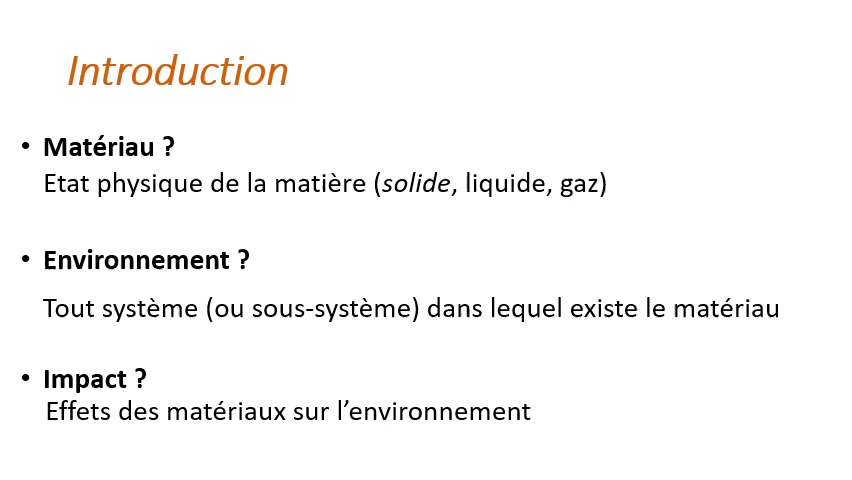 Introduction
• Matériau ?
Etat physique de la matière (solide, liquide, gaz)
• Environnement ?
Tout système (ou sous-système) dans lequel existe le matériau
• Impact ?
Effets des matériaux sur l’environnement